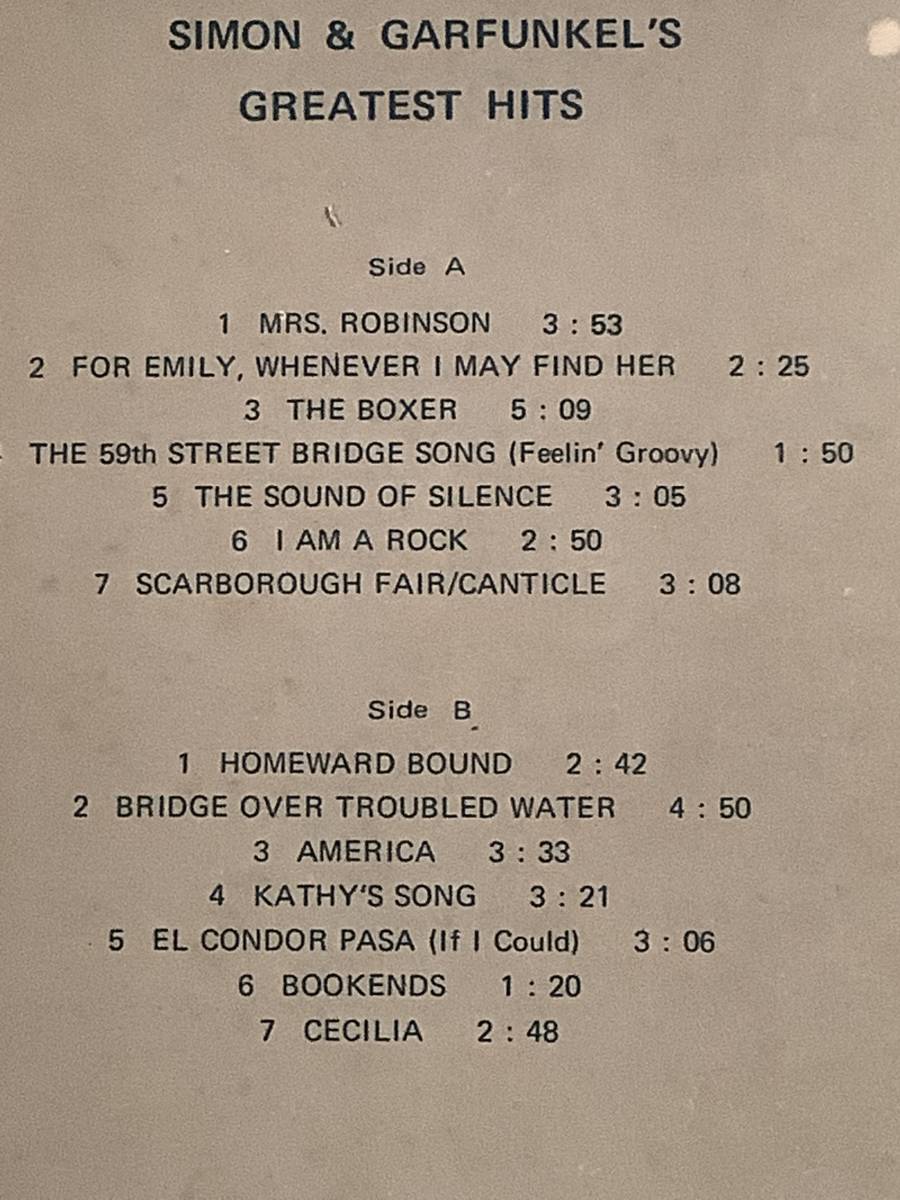 SIMON & GARFUNKEL'S
GREATEST HITS
Side A
1 MRS. ROBINSON 3 : 53
2 FOR EMILY, WHENEVER I MAY FIND HER 2 : 25
3 THE BOXER 5 : 09
THE 59th STREET BRIDGE SONG (Feelin' Groovy) 1 : 50
5 THE SOUND OF SILENCE 3 : 05
6 I AM A ROCK 2 : 50
7 SCARBOROUGH FAIR/CANTICLE 3 : 08
Side B
1 HOMEWARD BOUND 2 : 42
2 BRIDGE OVER TROUBLED WATER 4 : 50
3 AMERICA 3 : 33
4 KATHY'S SONG 3 : 21
5 EL CONDOR PASA (If I Could) 3 : 06
6 BOOKENDS 1 : 20
7 CECILIA 2 : 48